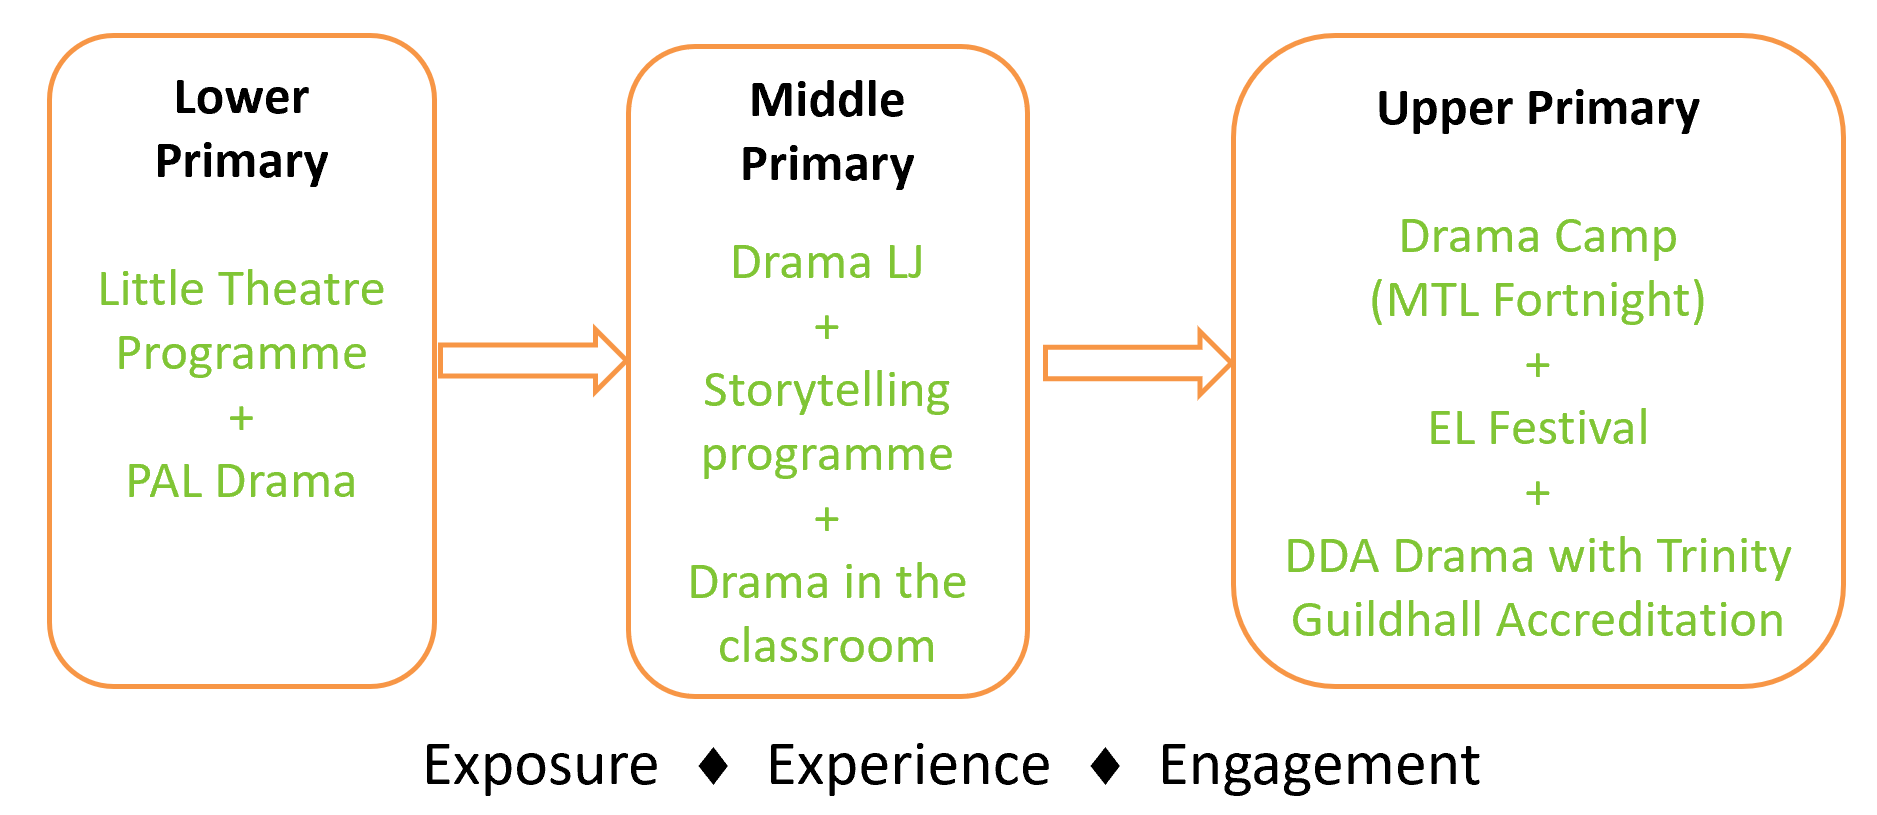 Lower
Primary
Little Theatre
Programme
+
PAL Drama
Middle
Primary
Drama LJ
+
Storytelling
programme
+
Drama in the
classroom
Upper Primary
Drama Camp
(MTL Fortnight)
+
EL Festival
+
DDA Drama with Trinity
Guildhall Accreditation
Exposure ♦ Experience ♦ Engagement